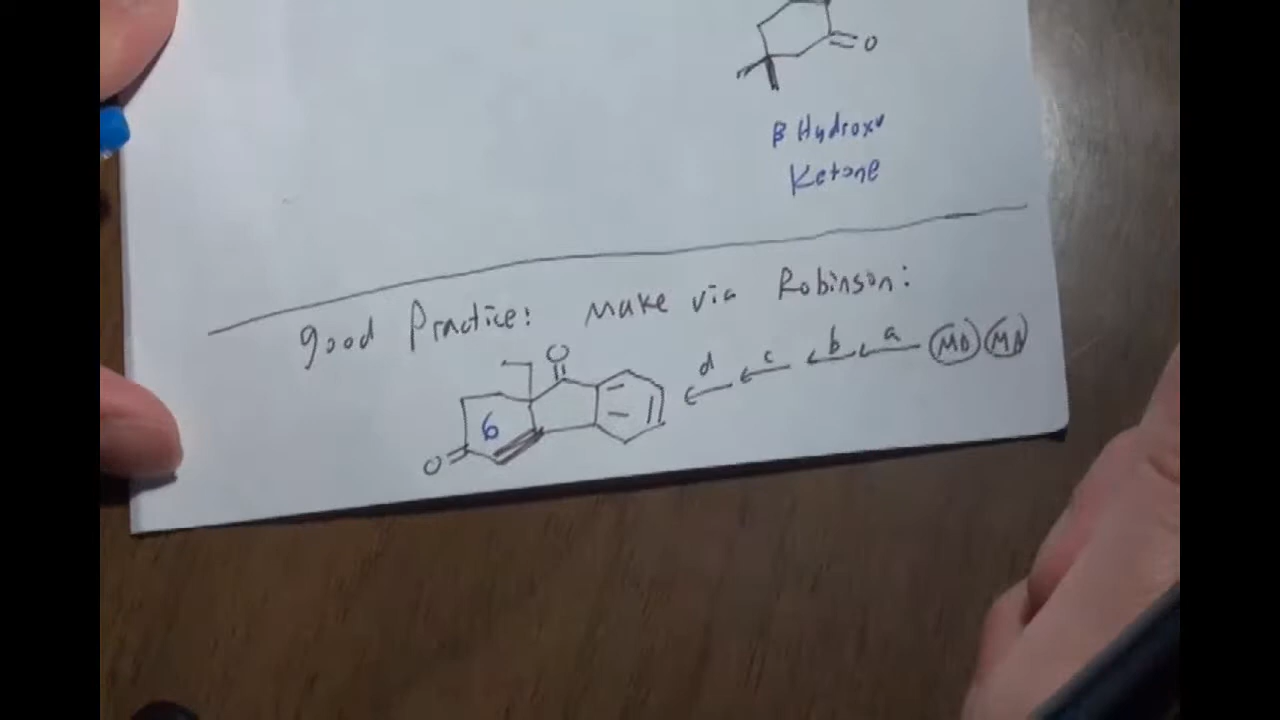 O
β Hydroxy
Ketone
good Practice: Make via Robinson:
d c b a MD MA
O
6
O